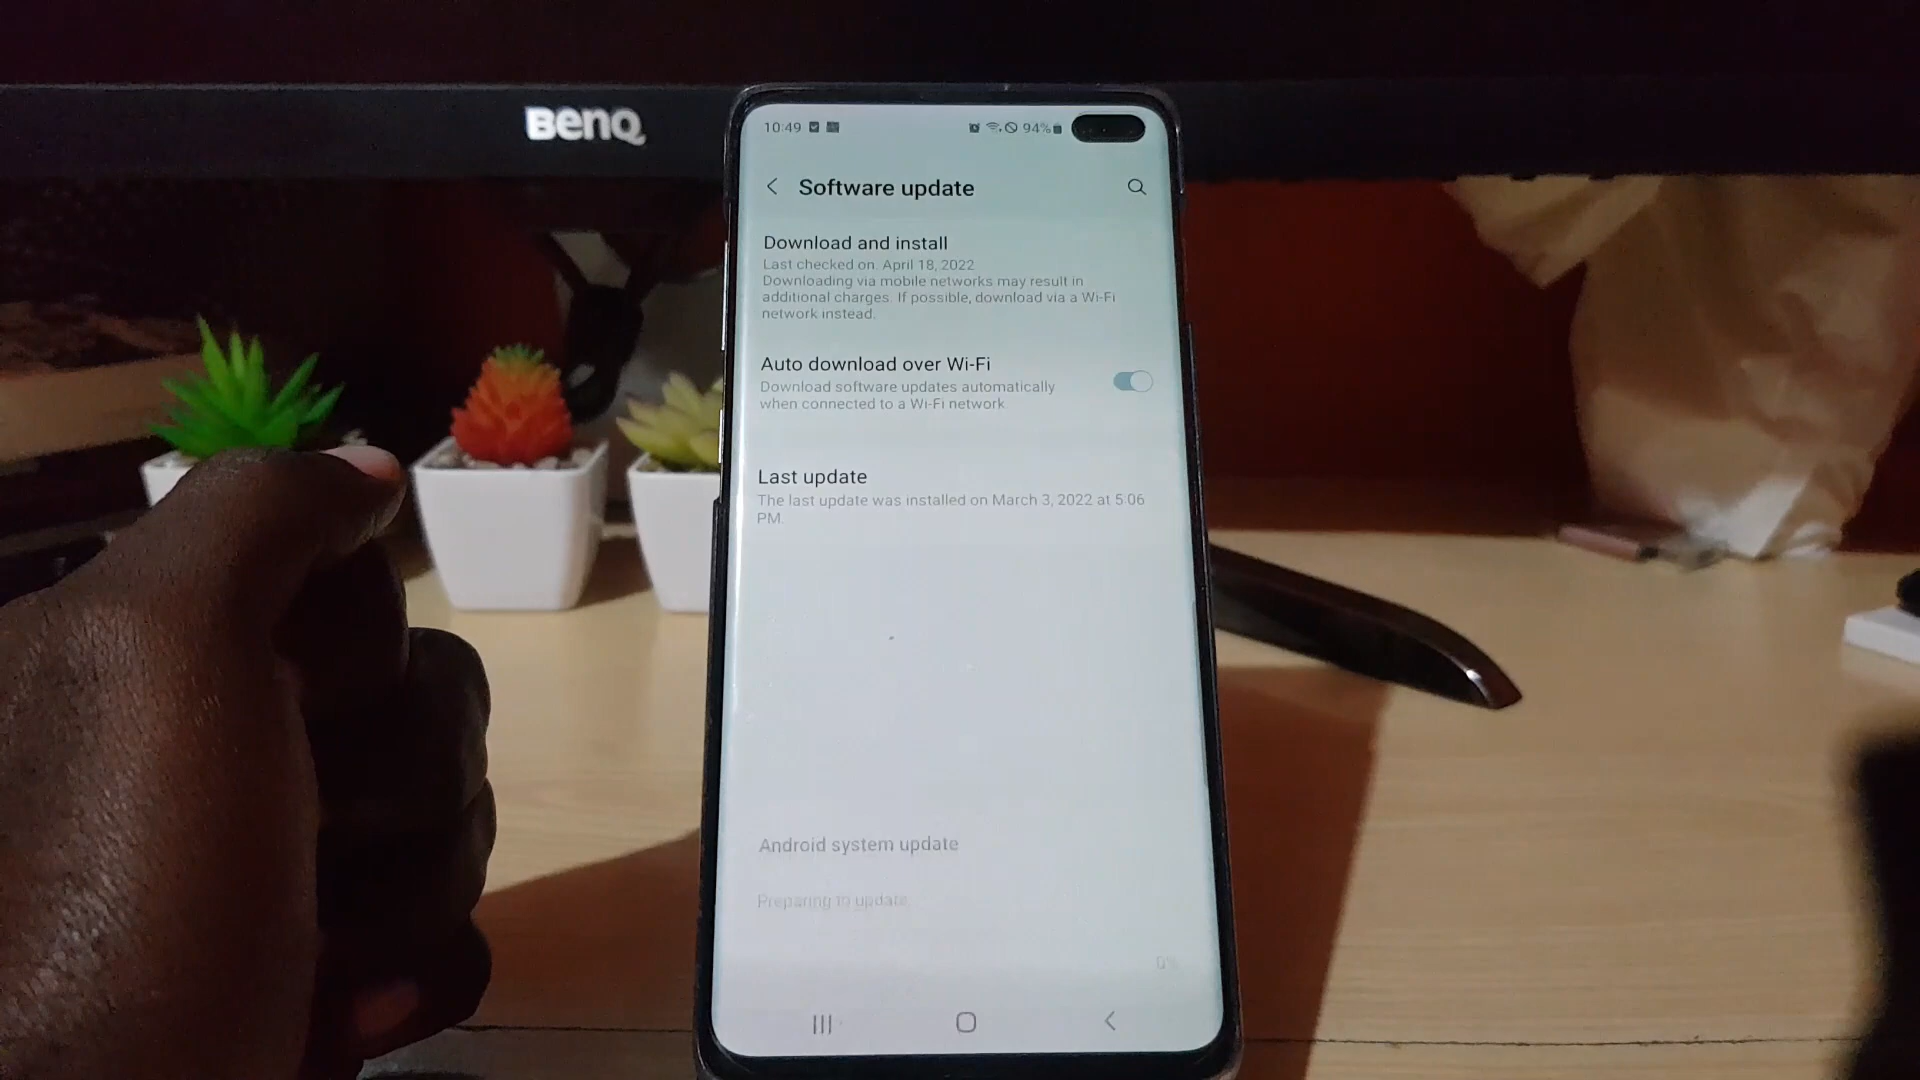 BenQ
10:49
94%
Software update
Download and install
Last checked on. April 18, 2022
Downloading via mobile networks may result in
additional charges. If possible, download via a Wi-Fi
network instead.
Auto download over Wi-Fi
Download software updates automatically
when connected to a Wi-Fi network.
Last update
The last update was installed on March 3, 2022 at 5:06
PM.
Android system update
Preparing to update
0%